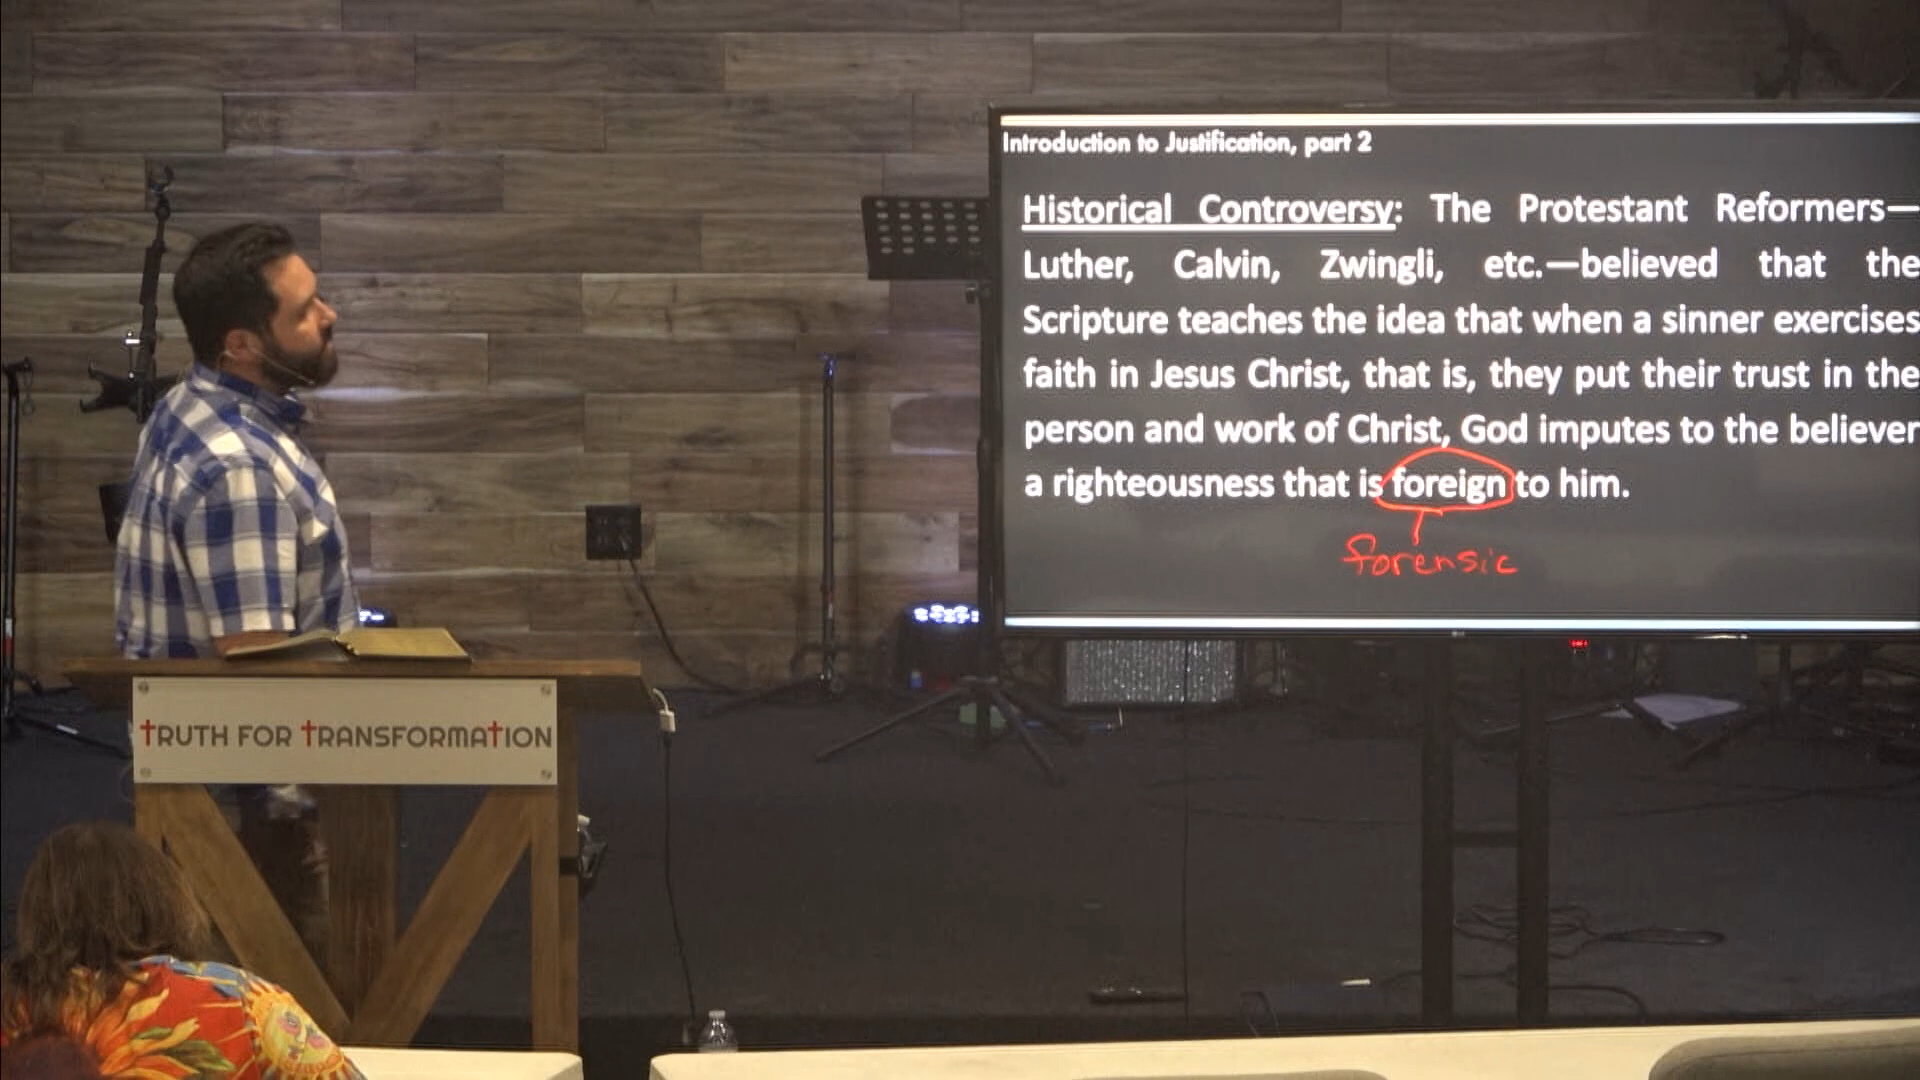 Introduction to Justification, part 2
Historical Controversy: The Protestant Reformers—
Luther, Calvin, Zwingli, etc.—believed that the
Scripture teaches the idea that when a sinner exercises
faith in Jesus Christ, that is, they put their trust in the
person and work of Christ, God imputes to the believer
a righteousness that is foreign to him.
forensic
TRUTH FOR TRANSFORMATION